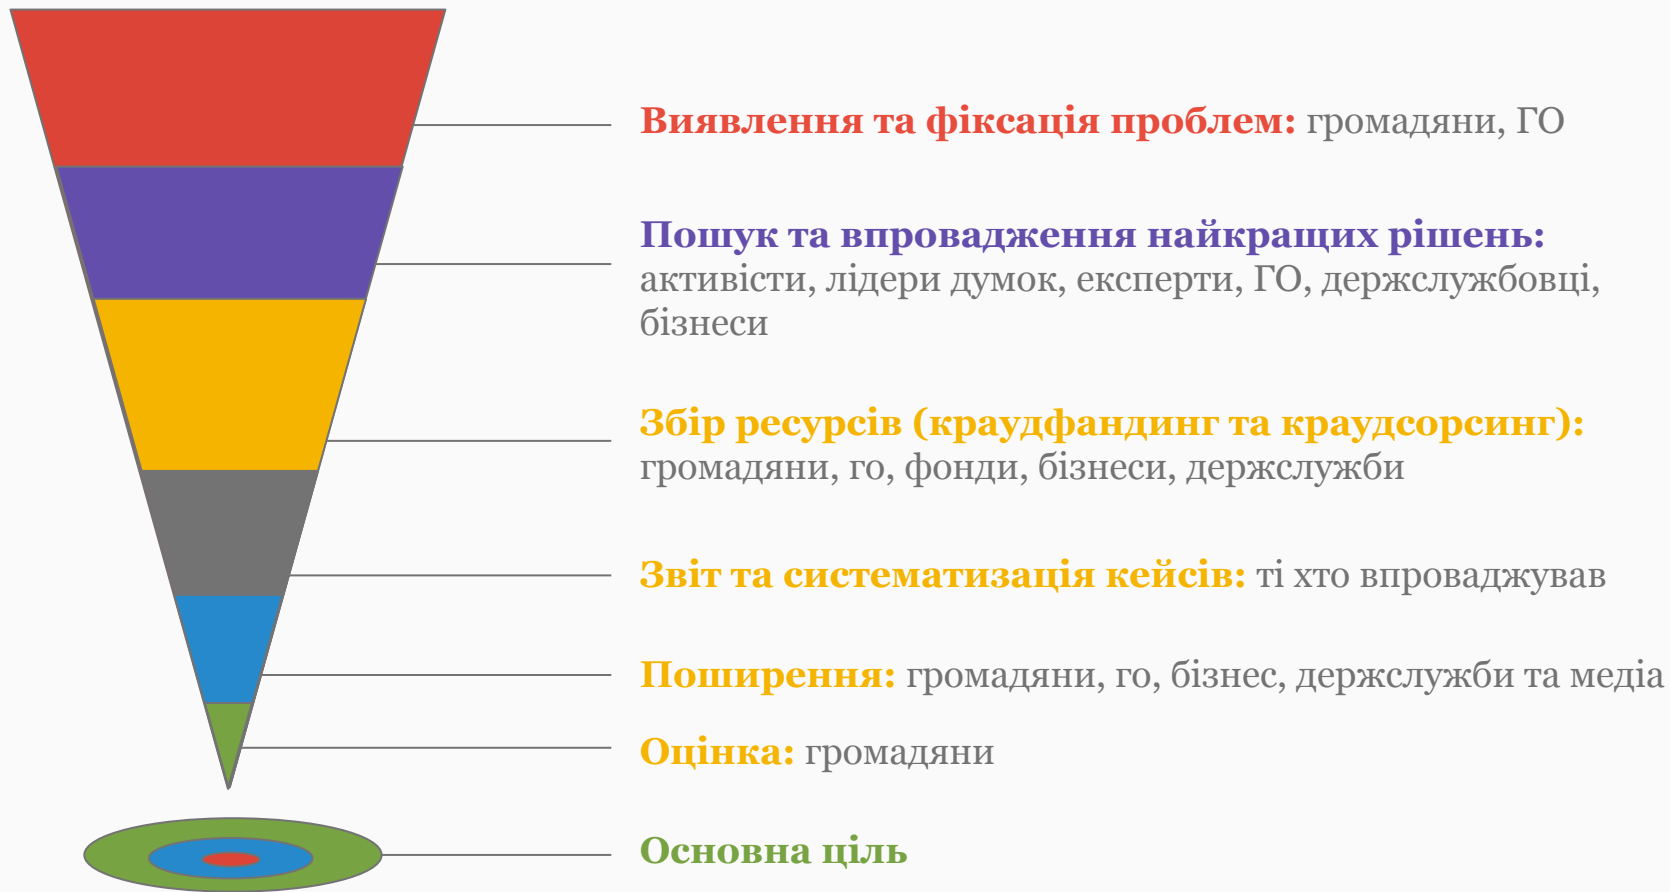 Виявлення та фіксація проблем: громадяни, ГО
Пошук та впровадження найкращих рішень:
активісти, лідери думок, експерти, ГО, держслужбовці,
бізнеси
Збір ресурсів (краудфандинг та краудсорсинг):
громадяни, го, фонди, бізнеси, держслужби
Звіт та систематизація кейсів: ті хто впроваджував
Поширення: громадяни, го, бізнес, держслужби та медіа
Оцінка: громадяни
Основна ціль